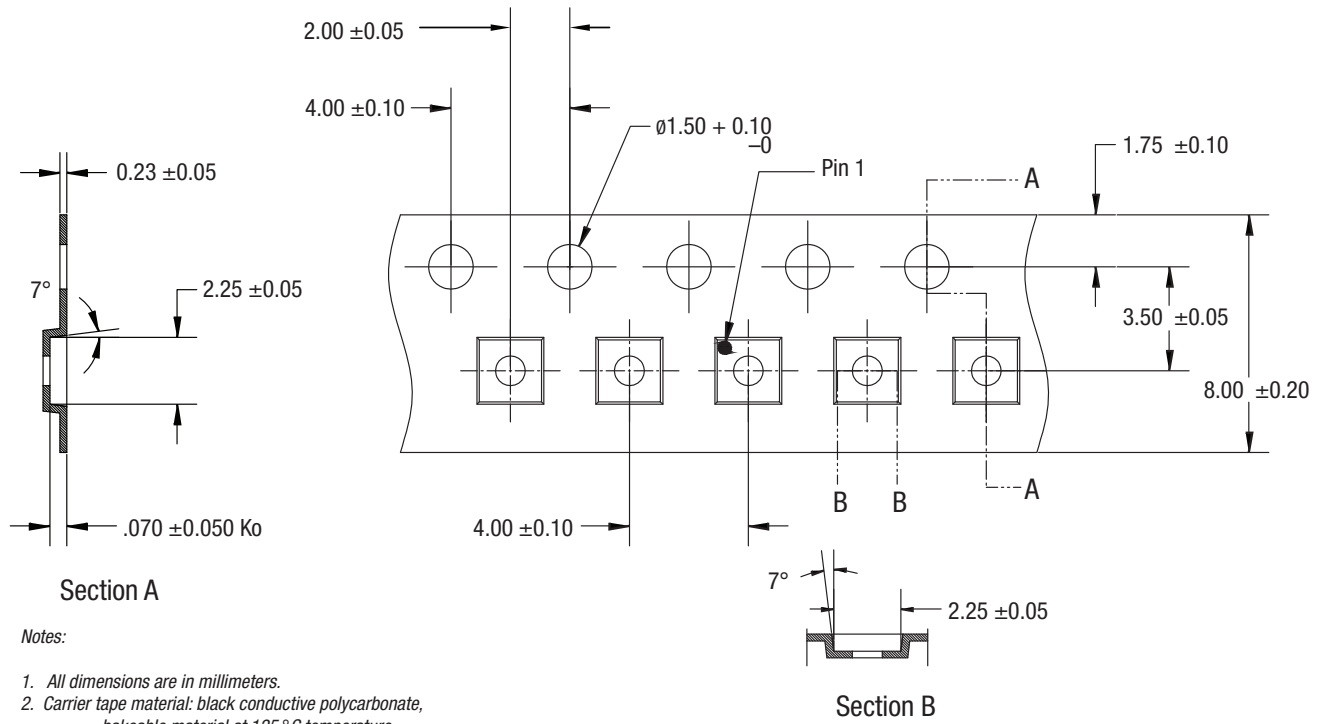 2.00 ±0.05
4.00 ±0.10
ø1.50 + 0.10
–0
Pin 1
1.75 ±0.10
A
0.23 ±0.05
7°
2.25 ±0.05
3.50 ±0.05
8.00 ±0.20
B B
A
.070 ±0.050 Ko
4.00 ±0.10
Section A
7°
2.25 ±0.05
Section B
Notes:
1. All dimensions are in millimeters.
2. Carrier tape material: black conductive polycarbonate,